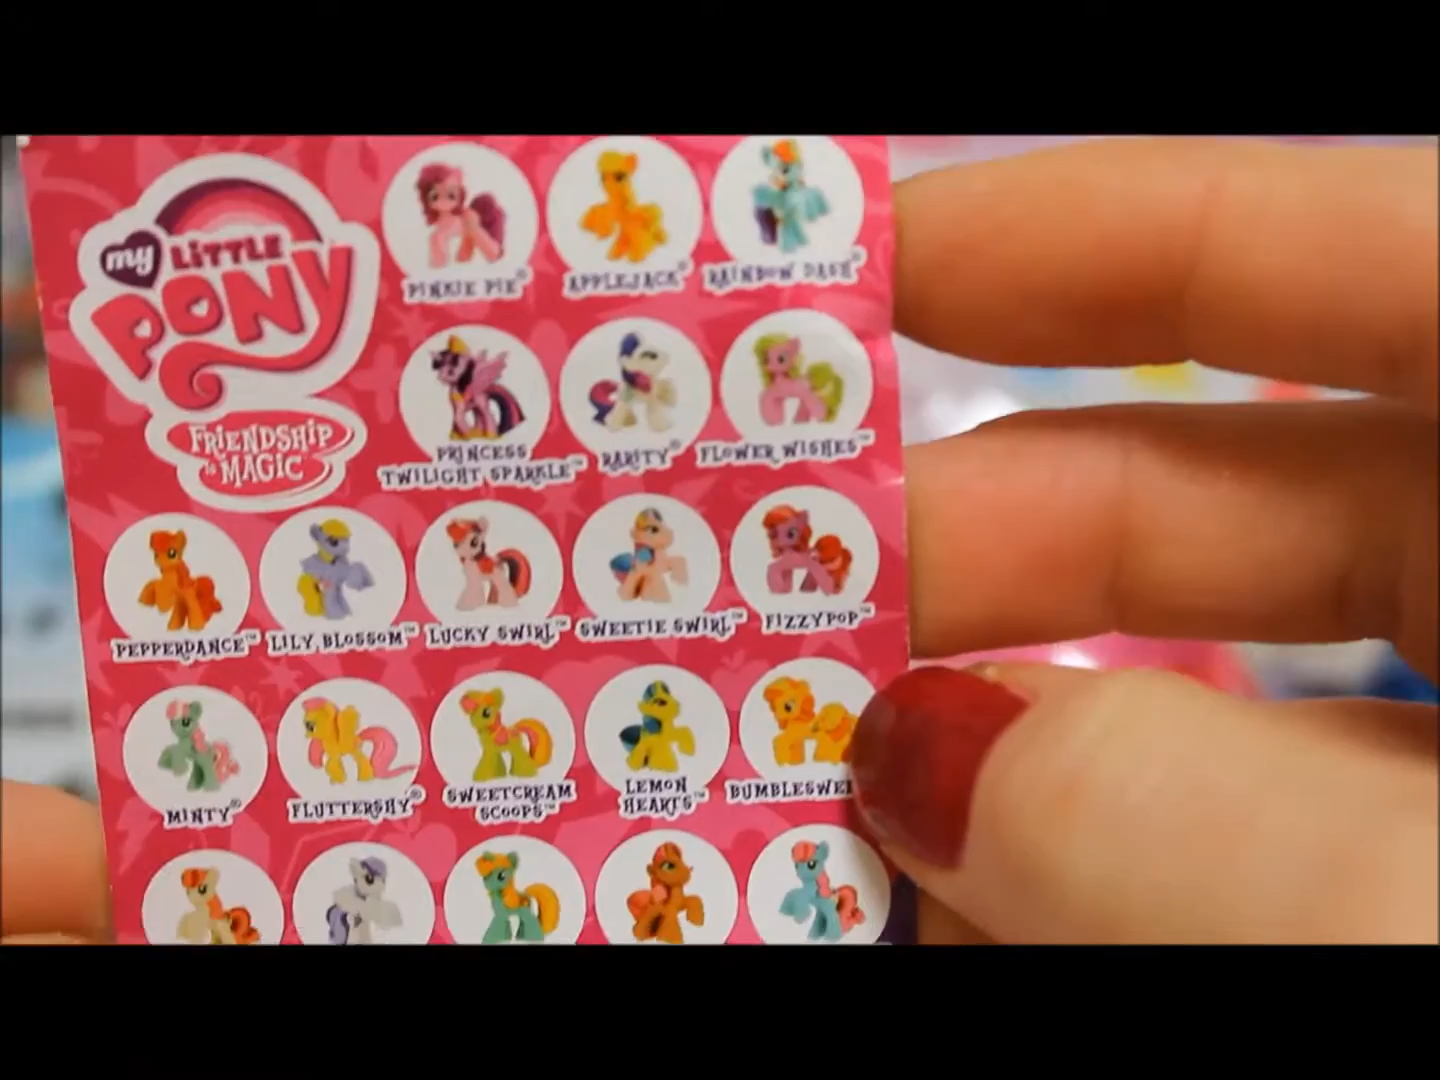 my LITTLE
PONY
FRIENDSHIP
is MAGIC
PINKIE PIE® APPLEJACK® RAINBOW DASH®
PRINCESS
TWILIGHT SPARKLE™ RARITY® FLOWER WISHES™
PEPPERDANCE™ LILY BLOSSOM™ LUCKY SWIRL™ SWEETIE SWIRL™ FIZZYPOP™
MINTY® FLUTTERSHY® SWEETCREAM
SCOOPS™ LEMON
HEARTS™ BUMBLESWE